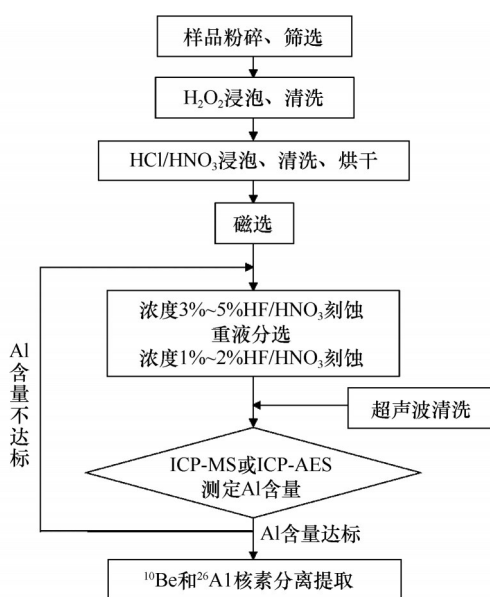 样品粉碎、筛选
H₂O₂浸泡、清洗
HCl/HNO₃浸泡、清洗、烘干
磁选
浓度3%~5%HF/HNO₃刻蚀
重液分选
浓度1%~2%HF/HNO₃刻蚀
超声波清洗
Al含量不达标
ICP-MS或ICP-AES
测定Al含量
Al含量达标
¹⁰Be和²⁶A1核素分离提取